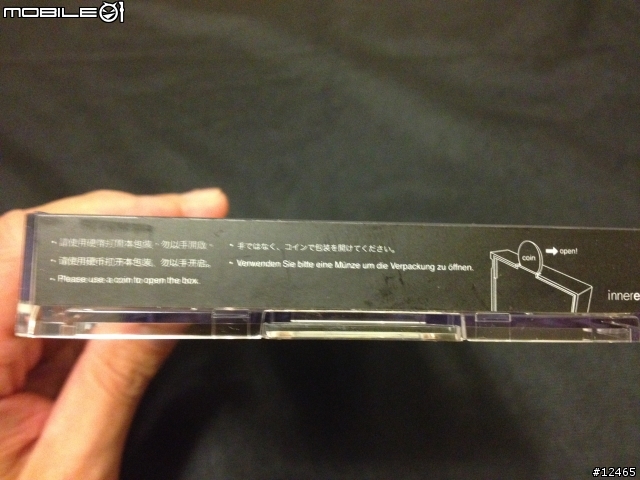 MOBILE01
~ 請使用硬幣打開本包裝，勿以手開啟。
~ 请使用硬币打开本包装，勿以手开启。
~ Please use a coin to open the box.
~ 手ではなく、コインで包装を開けてください。
~ Verwenden Sie bitte eine Münze um die Verpackung zu öffnen.
coin
open!
innere
#12465